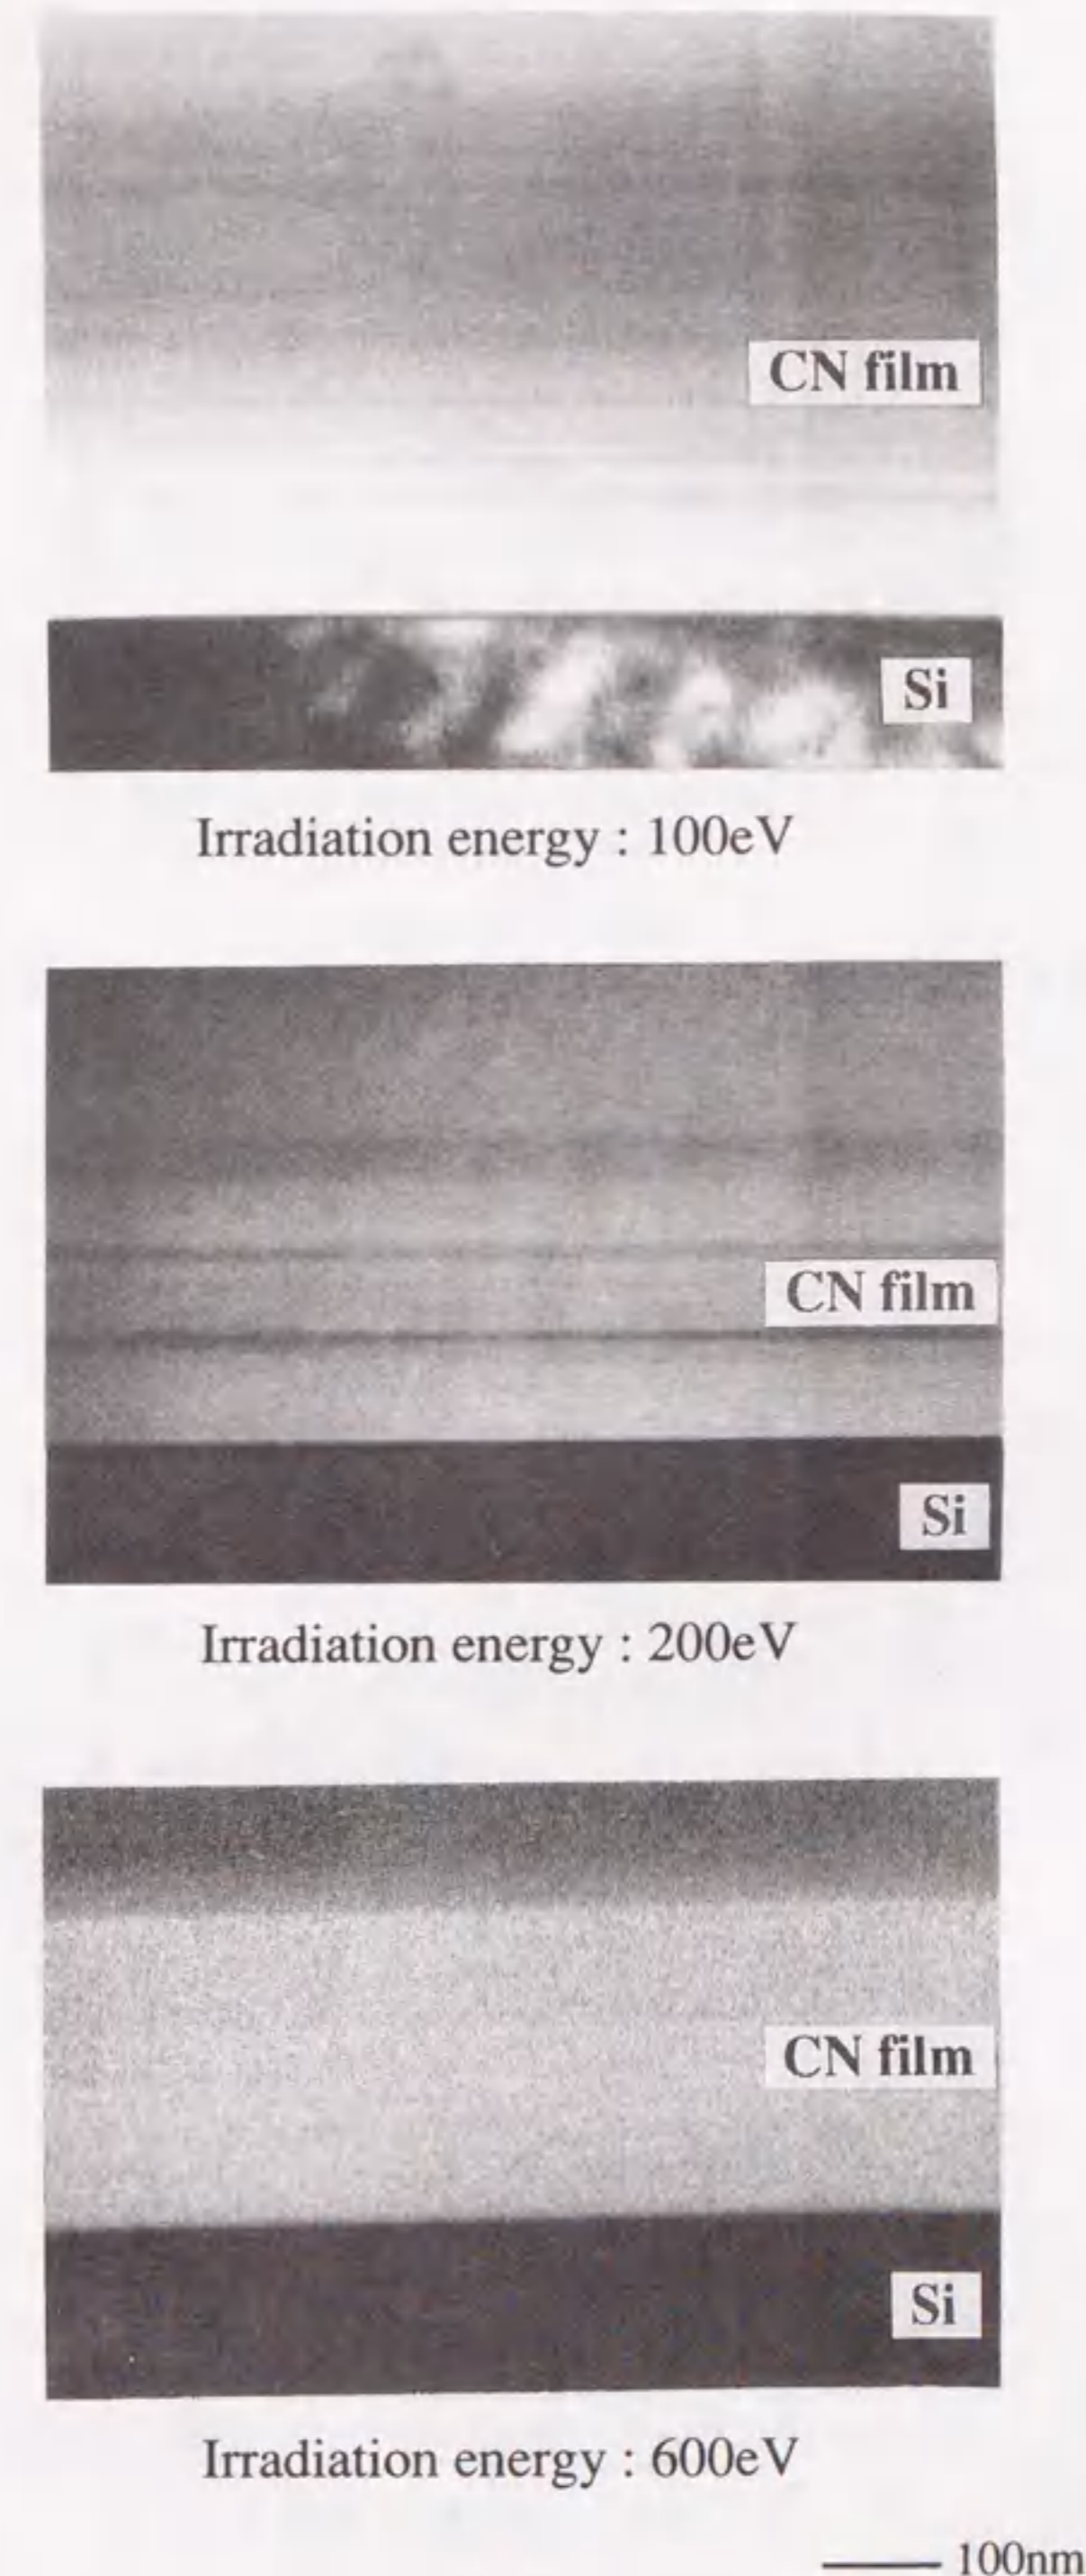 CN film
Si
Irradiation energy : 100eV
CN film
Si
Irradiation energy : 200eV
CN film
Si
Irradiation energy : 600eV
100nm